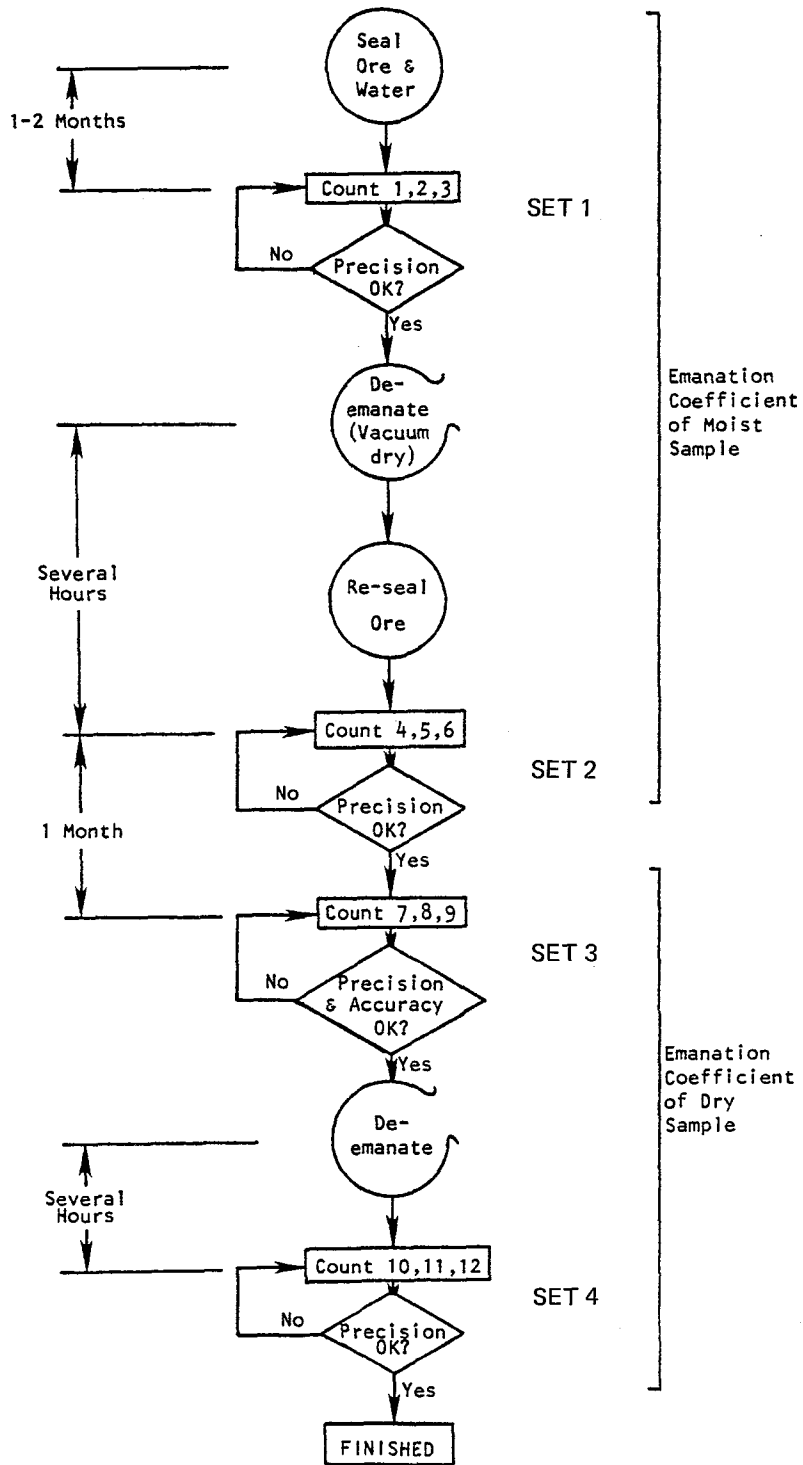 Seal
Ore &
Water
1-2 Months
Count 1,2,3
SET 1
No
Precision
OK?
Yes
De-
emanate
(Vacuum
dry)
Emanation
Coefficient
of Moist
Sample
Several
Hours
Re-seal
Ore
Count 4,5,6
SET 2
No
Precision
OK?
1 Month
Yes
Count 7,8,9
SET 3
No
Precision
& Accuracy
OK?
Yes
Emanation
Coefficient
of Dry
Sample
De-
emanate
Several
Hours
Count 10,11,12
SET 4
No
Precision
OK?
Yes
FINISHED